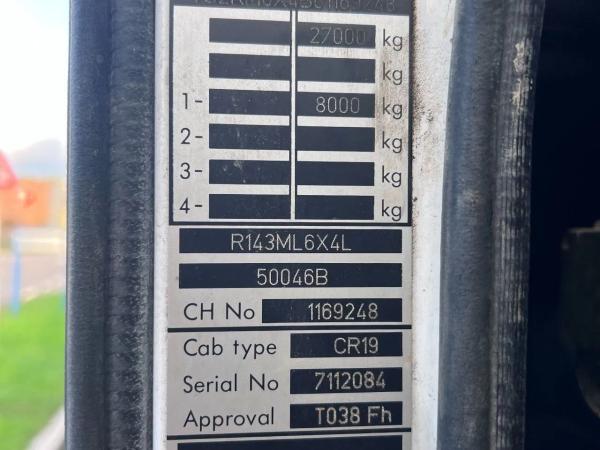 27000 kg
kg
1- 8000 kg
2- kg
3- kg
4- kg
R143ML6X4L
50046B
CH No 1169248
Cab type CR19
Serial No 7112084
Approval T038 Fh